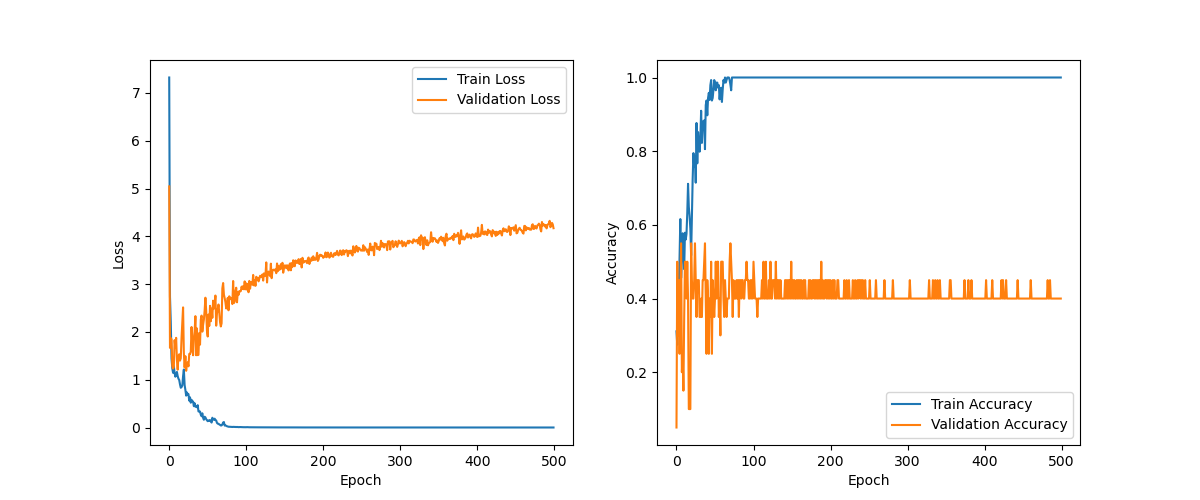 Train Loss
Validation Loss
7
6
5
4
3
2
1
0
Loss
0 100 200 300 400 500
Epoch
1.0
0.8
0.6
0.4
0.2
Accuracy
Train Accuracy
Validation Accuracy
0 100 200 300 400 500
Epoch